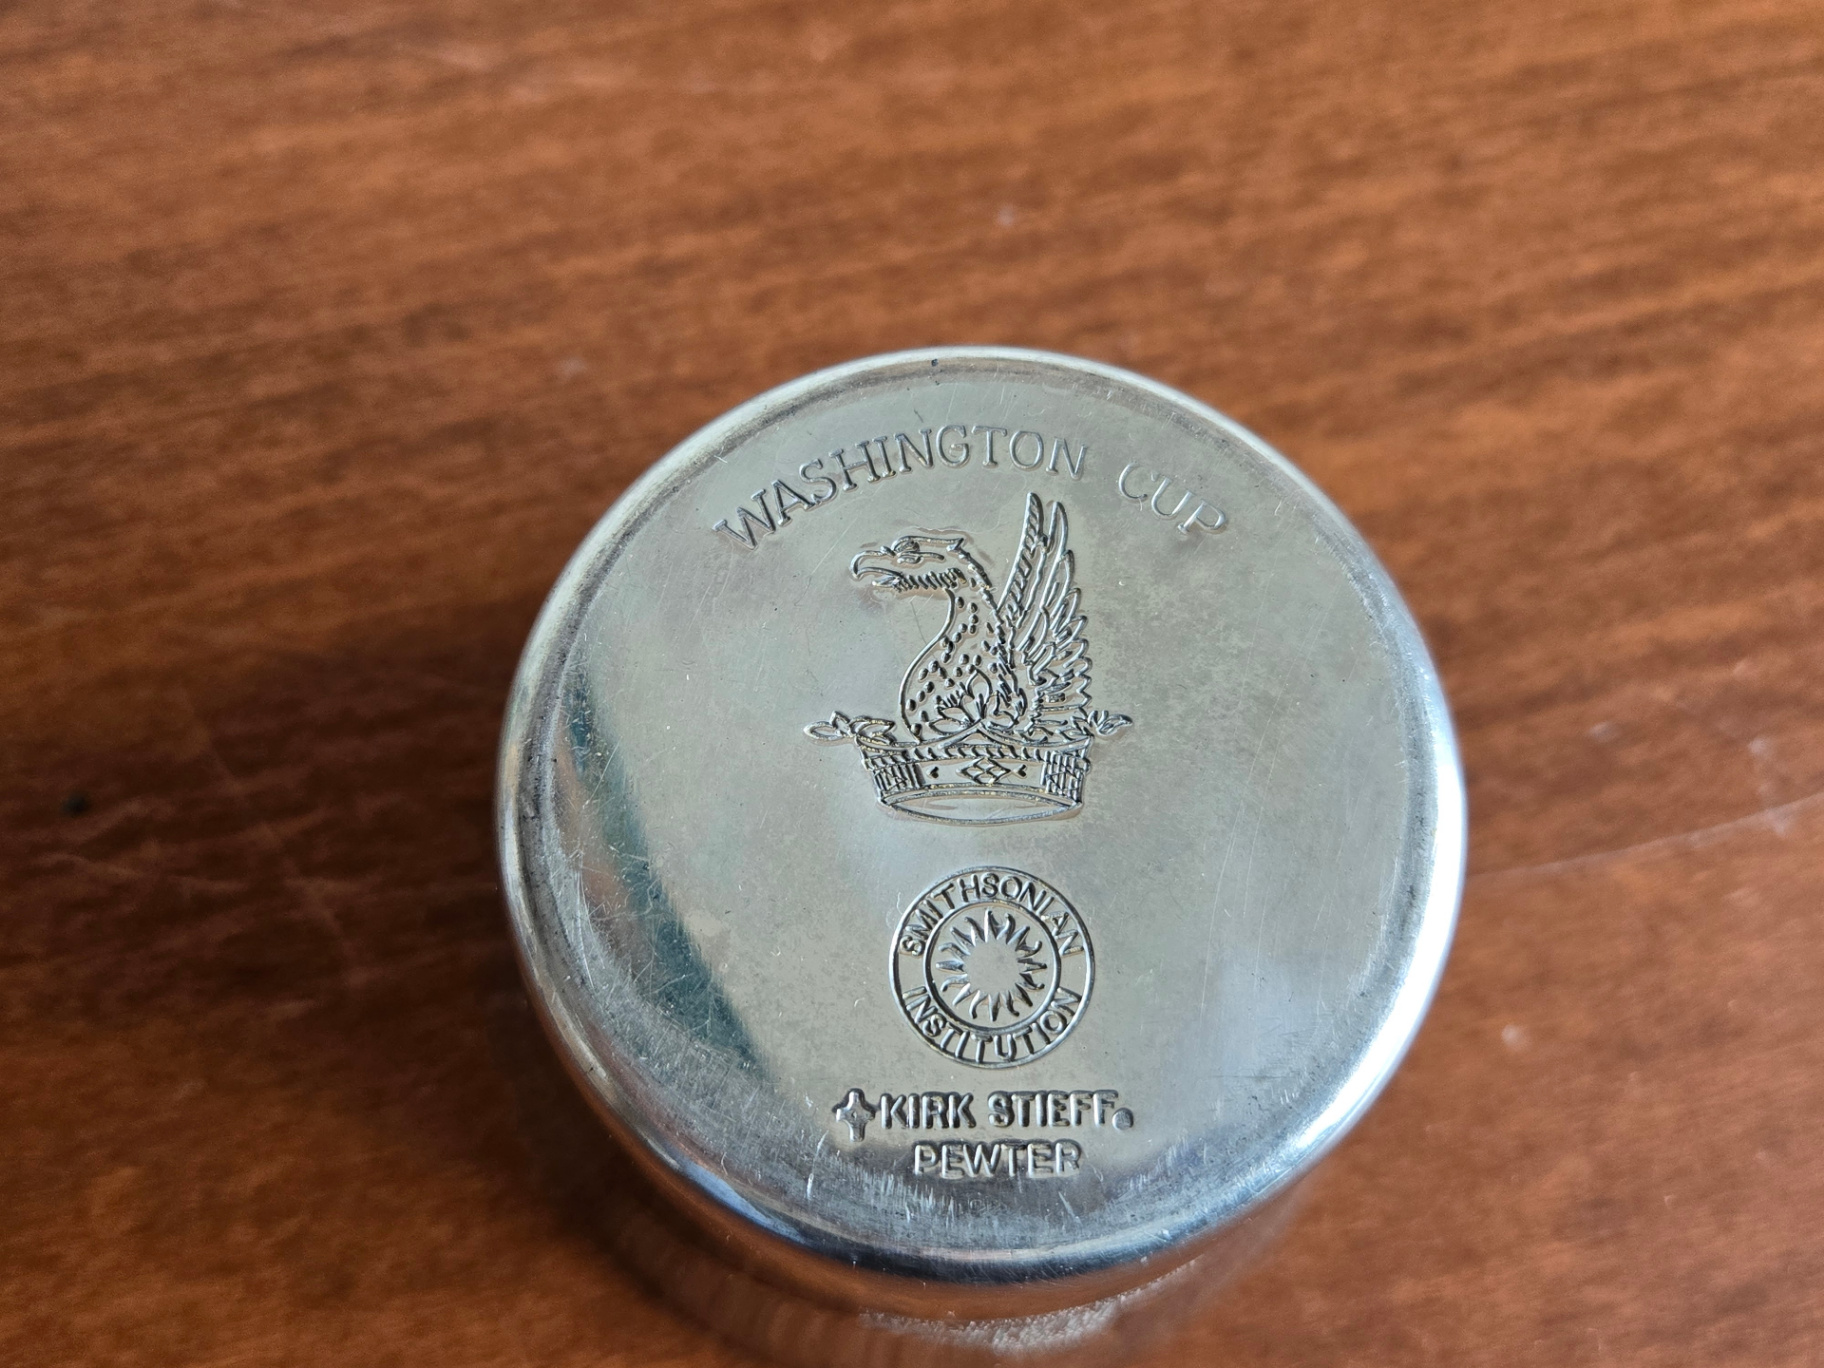 WASHINGTON CUP
SMITHSONIAN
INSTITUTION
KIRK STIEFF
PEWTER